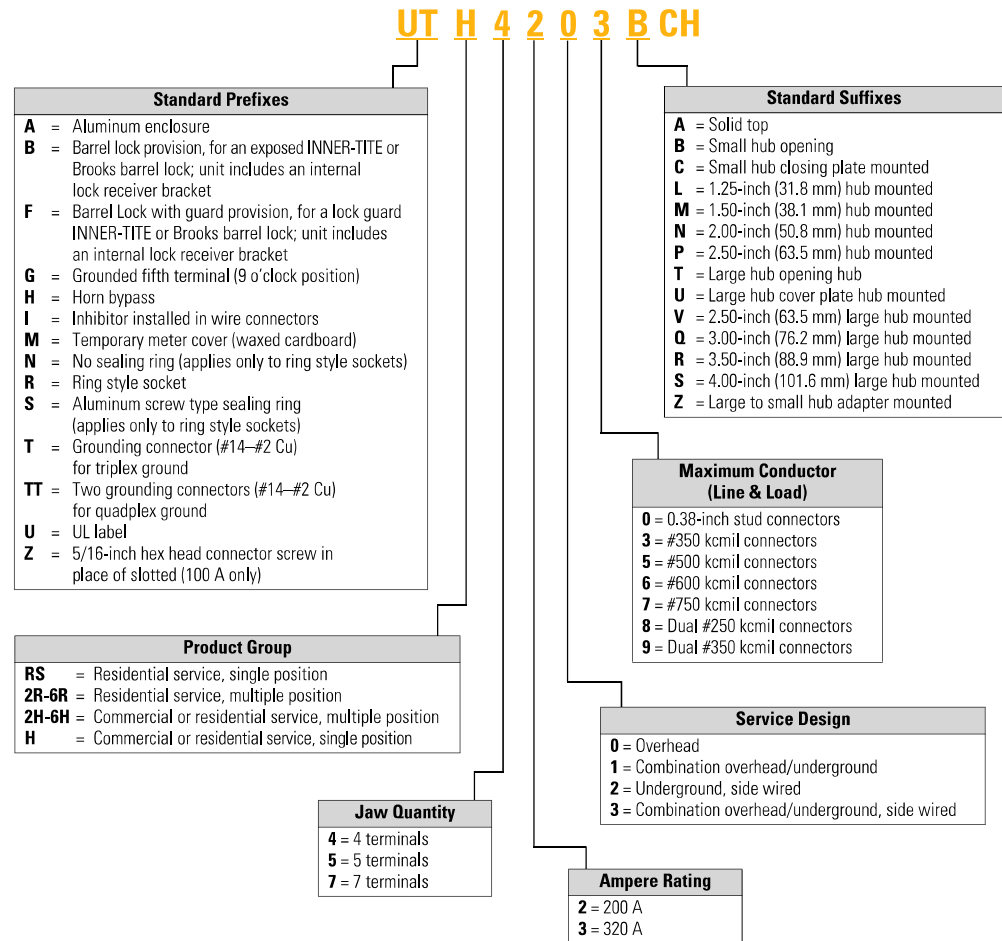 UT H 4 2 0 3 B CH
Standard Prefixes
A = Aluminum enclosure
B = Barrel lock provision, for an exposed INNER-TITE or
Brooks barrel lock; unit includes an internal
lock receiver bracket
F = Barrel Lock with guard provision, for a lock guard
INNER-TITE or Brooks barrel lock; unit includes
an internal lock receiver bracket
G = Grounded fifth terminal (9 o'clock position)
H = Horn bypass
I = Inhibitor installed in wire connectors
M = Temporary meter cover (waxed cardboard)
N = No sealing ring (applies only to ring style sockets)
R = Ring style socket
S = Aluminum screw type sealing ring
(applies only to ring style sockets)
T = Grounding connector (#14–#2 Cu)
for triplex ground
TT = Two grounding connectors (#14–#2 Cu)
for quadplex ground
U = UL label
Z = 5/16-inch hex head connector screw in
place of slotted (100 A only)
Standard Suffixes
A = Solid top
B = Small hub opening
C = Small hub closing plate mounted
L = 1.25-inch (31.8 mm) hub mounted
M = 1.50-inch (38.1 mm) hub mounted
N = 2.00-inch (50.8 mm) hub mounted
P = 2.50-inch (63.5 mm) hub mounted
T = Large hub opening hub
U = Large hub cover plate hub mounted
V = 2.50-inch (63.5 mm) large hub mounted
Q = 3.00-inch (76.2 mm) large hub mounted
R = 3.50-inch (88.9 mm) large hub mounted
S = 4.00-inch (101.6 mm) large hub mounted
Z = Large to small hub adapter mounted
Maximum Conductor
(Line & Load)
0 = 0.38-inch stud connectors
3 = #350 kcmil connectors
5 = #500 kcmil connectors
6 = #600 kcmil connectors
7 = #750 kcmil connectors
8 = Dual #250 kcmil connectors
9 = Dual #350 kcmil connectors
Product Group
RS = Residential service, single position
2R-6R = Residential service, multiple position
2H-6H = Commercial or residential service, multiple position
H = Commercial or residential service, single position
Service Design
0 = Overhead
1 = Combination overhead/underground
2 = Underground, side wired
3 = Combination overhead/underground, side wired
Jaw Quantity
4 = 4 terminals
5 = 5 terminals
7 = 7 terminals
Ampere Rating
2 = 200 A
3 = 320 A